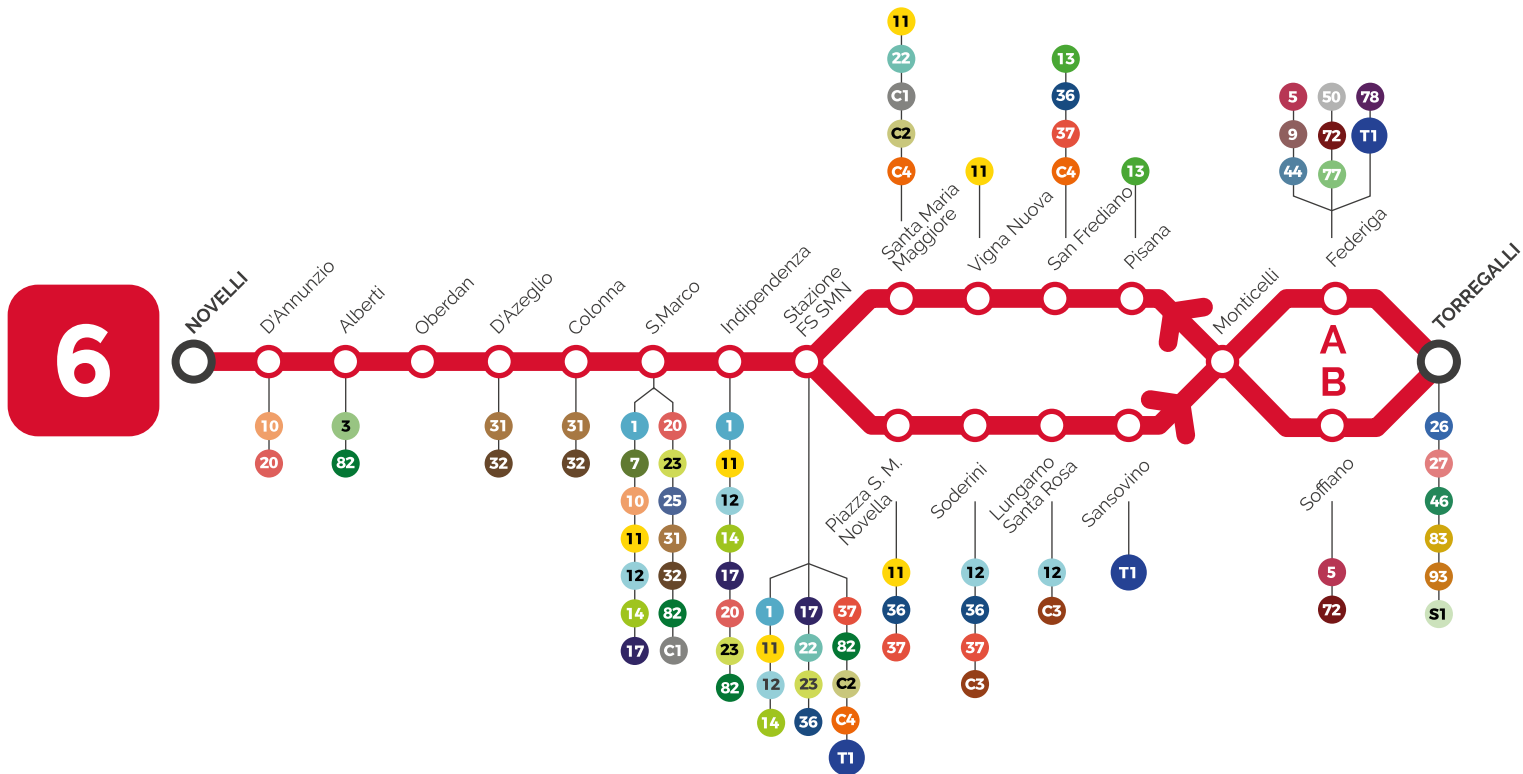 11
22
C1
C2
C4
11
13
36
37
C4
13
5
9
44
50
72
77
78
T1
6
NOVELLI
D'Annunzio
Alberti
Oberdan
D'Azeglio
Colonna
S.Marco
Indipendenza
Stazione
FS SMN
Santa Maria
Maggiore
Vigna Nuova
San Frediano
Pisana
Monticelli
Federiga
TORREGALLI
A
B
10
20
3
82
31
32
31
32
1
7
10
11
12
14
17
20
23
25
31
32
82
C1
1
11
12
14
17
20
23
82
1
11
12
14
17
22
23
36
37
82
C2
C4
T1
Piazza S. M.
Novella
11
36
37
Soderini
12
36
37
C3
Lungarno
Santa Rosa
12
C3
Sansovino
T1
Soffiano
5
72
26
27
46
83
93
S1